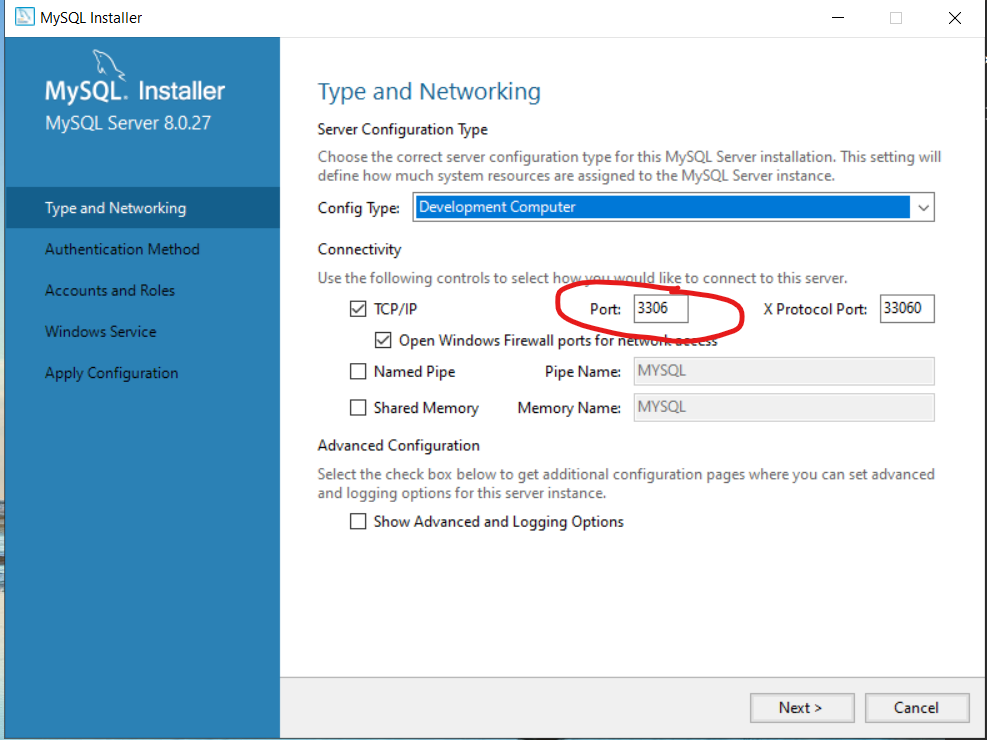 MySQL Installer
MySQL. Installer
MySQL Server 8.0.27
Type and Networking
Authentication Method
Accounts and Roles
Windows Service
Apply Configuration
Type and Networking
Server Configuration Type
Choose the correct server configuration type for this MySQL Server installation. This setting will
define how much system resources are assigned to the MySQL Server instance.
Config Type: Development Computer
Connectivity
Use the following controls to select how you would like to connect to this server.
TCP/IP Port: 3306 X Protocol Port: 33060
Open Windows Firewall ports for network access
Named Pipe Pipe Name: MYSQL
Shared Memory Memory Name: MYSQL
Advanced Configuration
Select the check box below to get additional configuration pages where you can set advanced
and logging options for this server instance.
Show Advanced and Logging Options
Next > Cancel